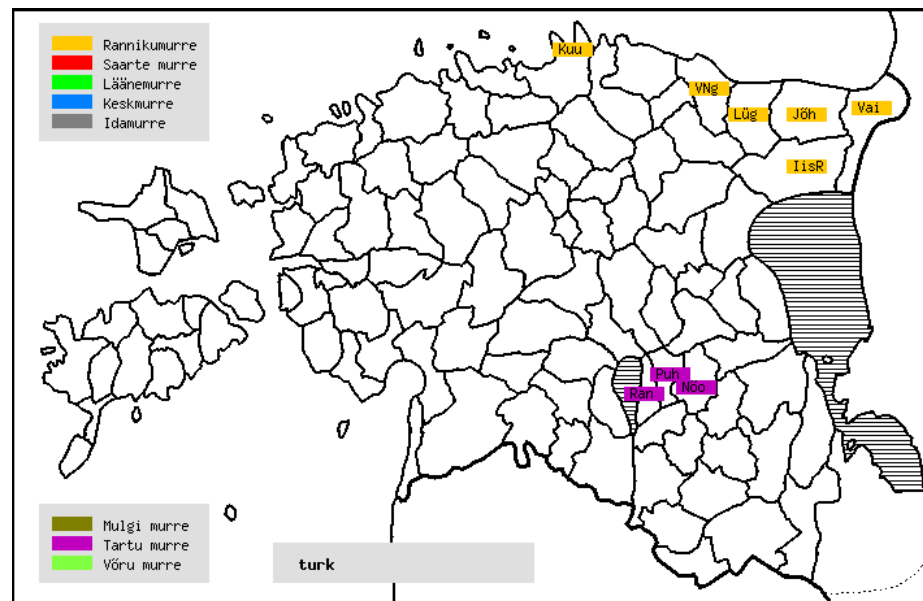 Rannikumurre
Saarte murre
Läänemurre
Keskmurre
Idamurre
Kuu
VNg
Lüg
Jõh
Vai
IisR
Puh
Nõo
Ran
Mulgi murre
Tartu murre
Võru murre
turk